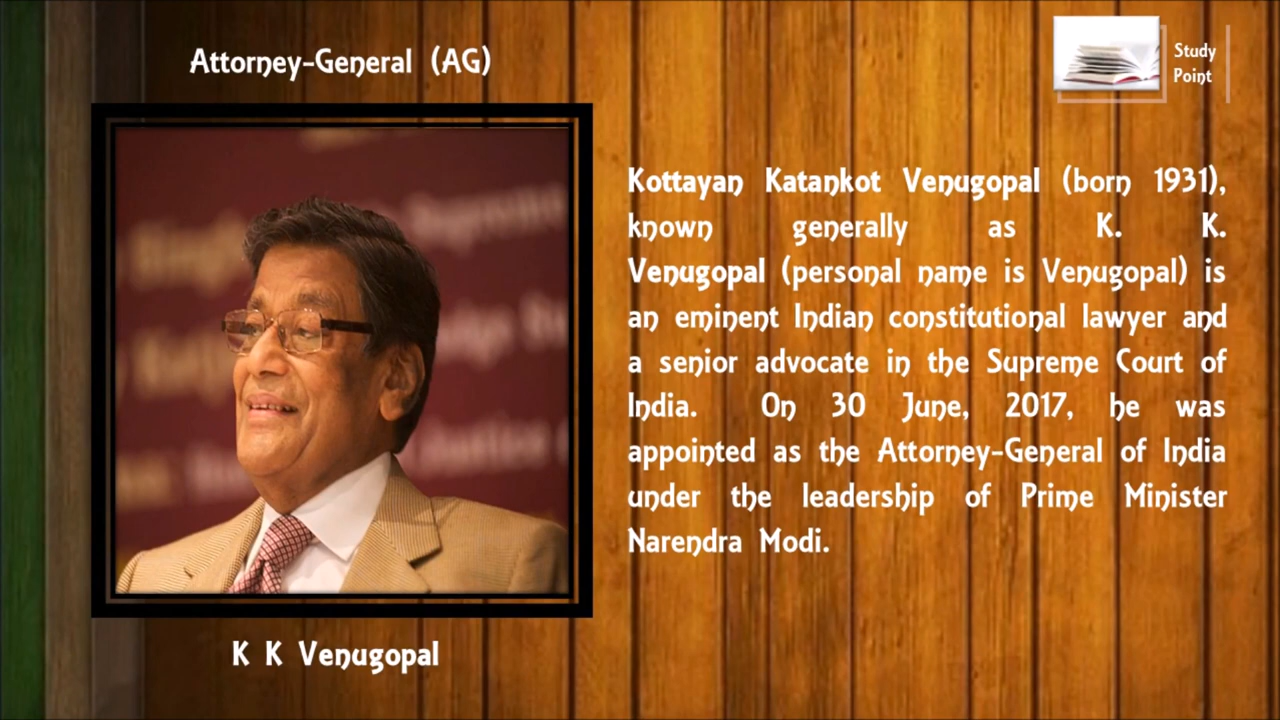 Attorney-General (AG)
Study
Point
Kottayan Katankot Venugopal (born 1931),
known generally as K. K.
Venugopal (personal name is Venugopal) is
an eminent Indian constitutional lawyer and
a senior advocate in the Supreme Court of
India. On 30 June, 2017, he was
appointed as the Attorney-General of India
under the leadership of Prime Minister
Narendra Modi.
K K Venugopal